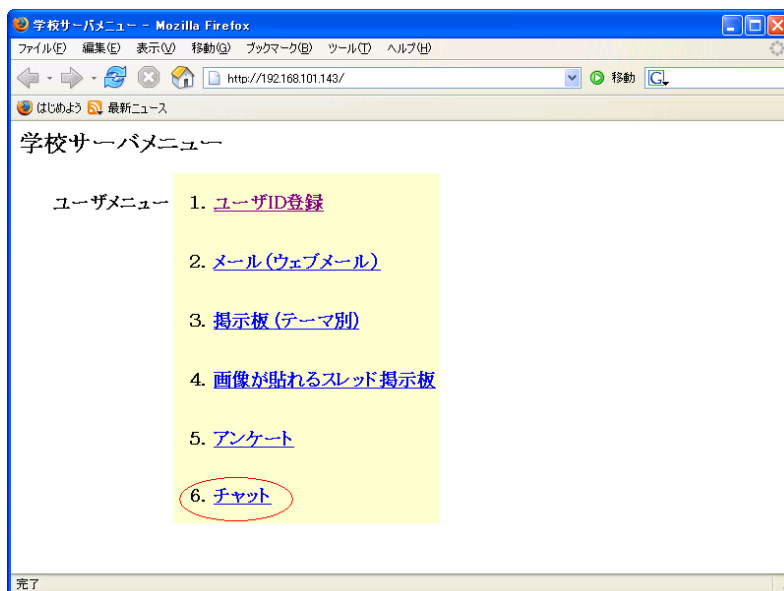 学校サーバメニュー - Mozilla Firefox
ファイル(F) 編集(E) 表示(V) 移動(G) ブックマーク(B) ツール(T) ヘルプ(H)
http://192.168.101.143/ 移動 G
はじめよう 最新ニュース
学校サーバメニュー
ユーザメニュー 1. ユーザID登録
2. メール(ウェブメール)
3. 掲示板(テーマ別)
4. 画像が貼れるスレッド掲示板
5. アンケート
6. チャット
完了